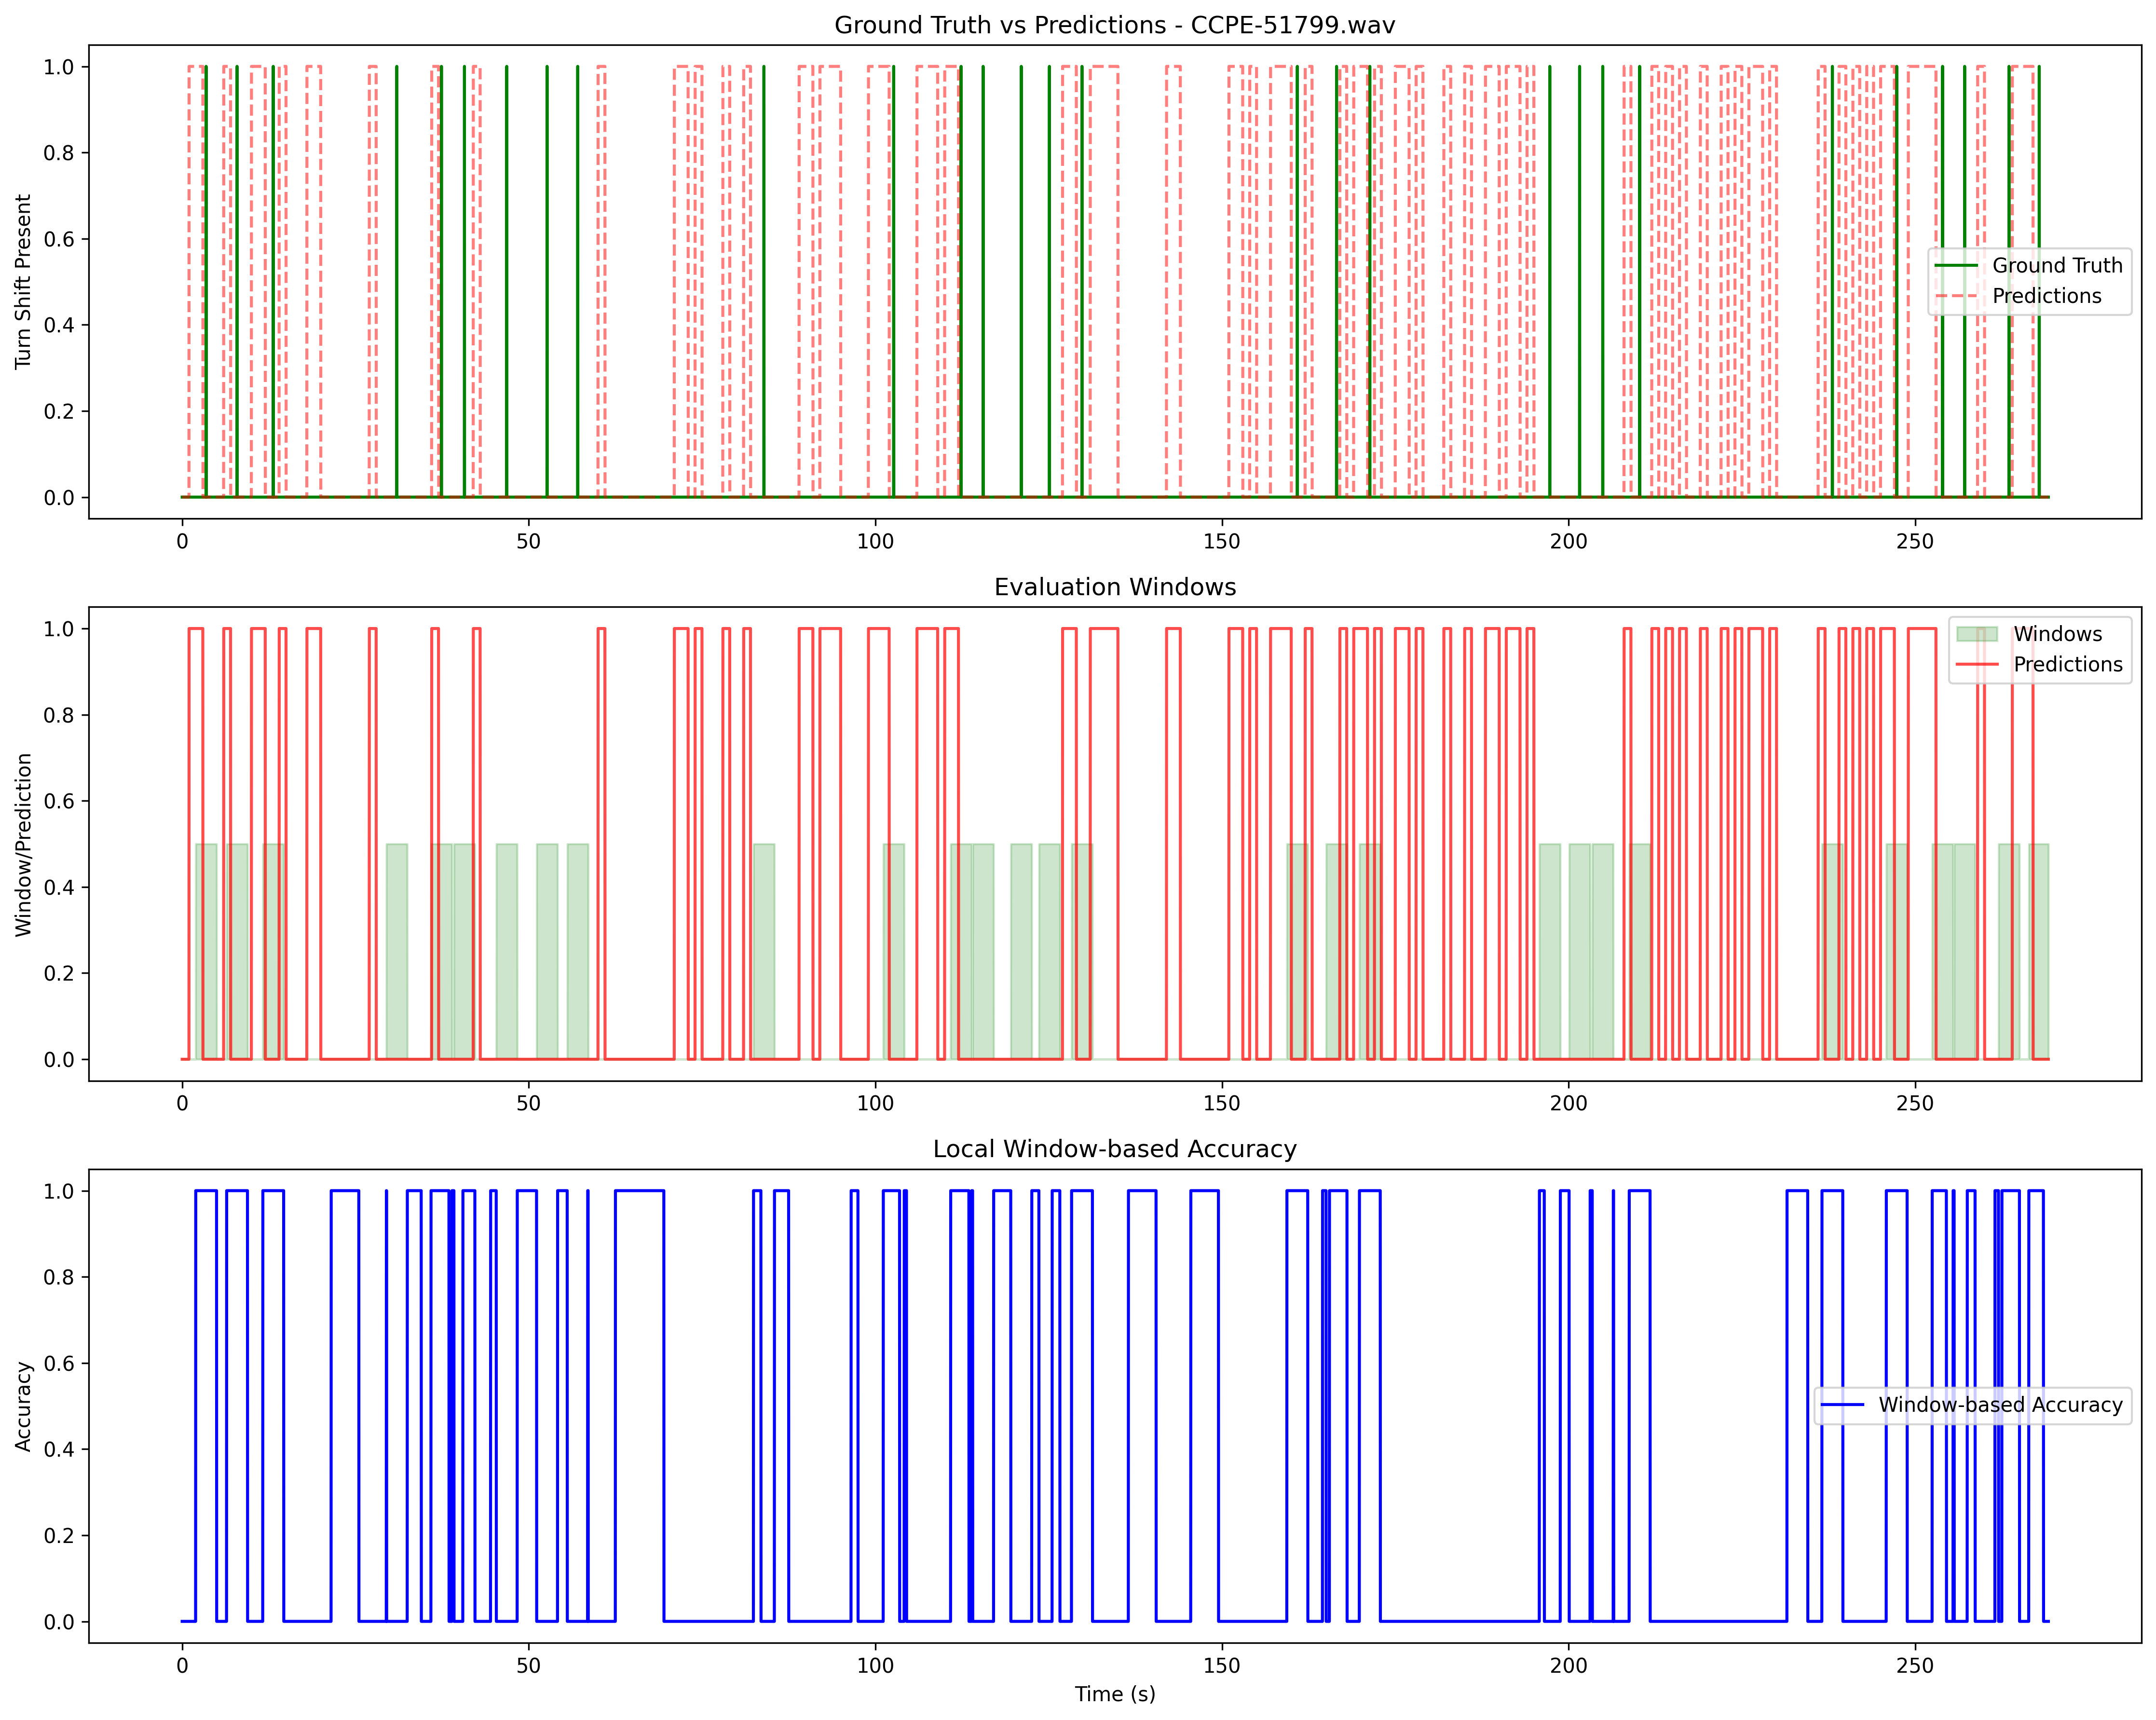 Ground Truth vs Predictions - CCPE-51799.wav
Turn Shift Present
1.0
0.8
0.6
0.4
0.2
0.0
Ground Truth
Predictions
0 50 100 150 200 250
Evaluation Windows
Window/Prediction
1.0
0.8
0.6
0.4
0.2
0.0
Windows
Predictions
0 50 100 150 200 250
Local Window-based Accuracy
Accuracy
1.0
0.8
0.6
0.4
0.2
0.0
Window-based Accuracy
0 50 100 150 200 250
Time (s)